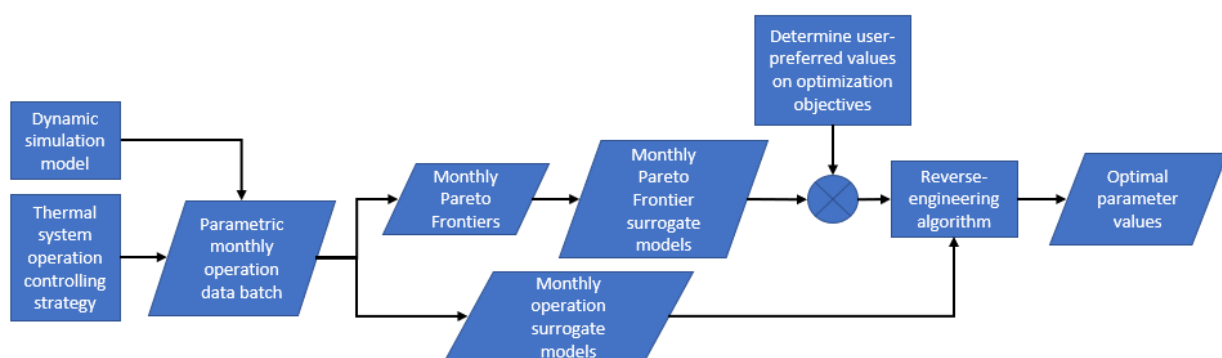 Dynamic
simulation
model
Thermal
system
operation
controlling
strategy
Parametric
monthly
operation
data batch
Monthly
Pareto
Frontiers
Monthly
Pareto
Frontier
surrogate
models
Monthly
operation
surrogate
models
Determine user-
preferred values
on optimization
objectives
Reverse-
engineering
algorithm
Optimal
parameter
values